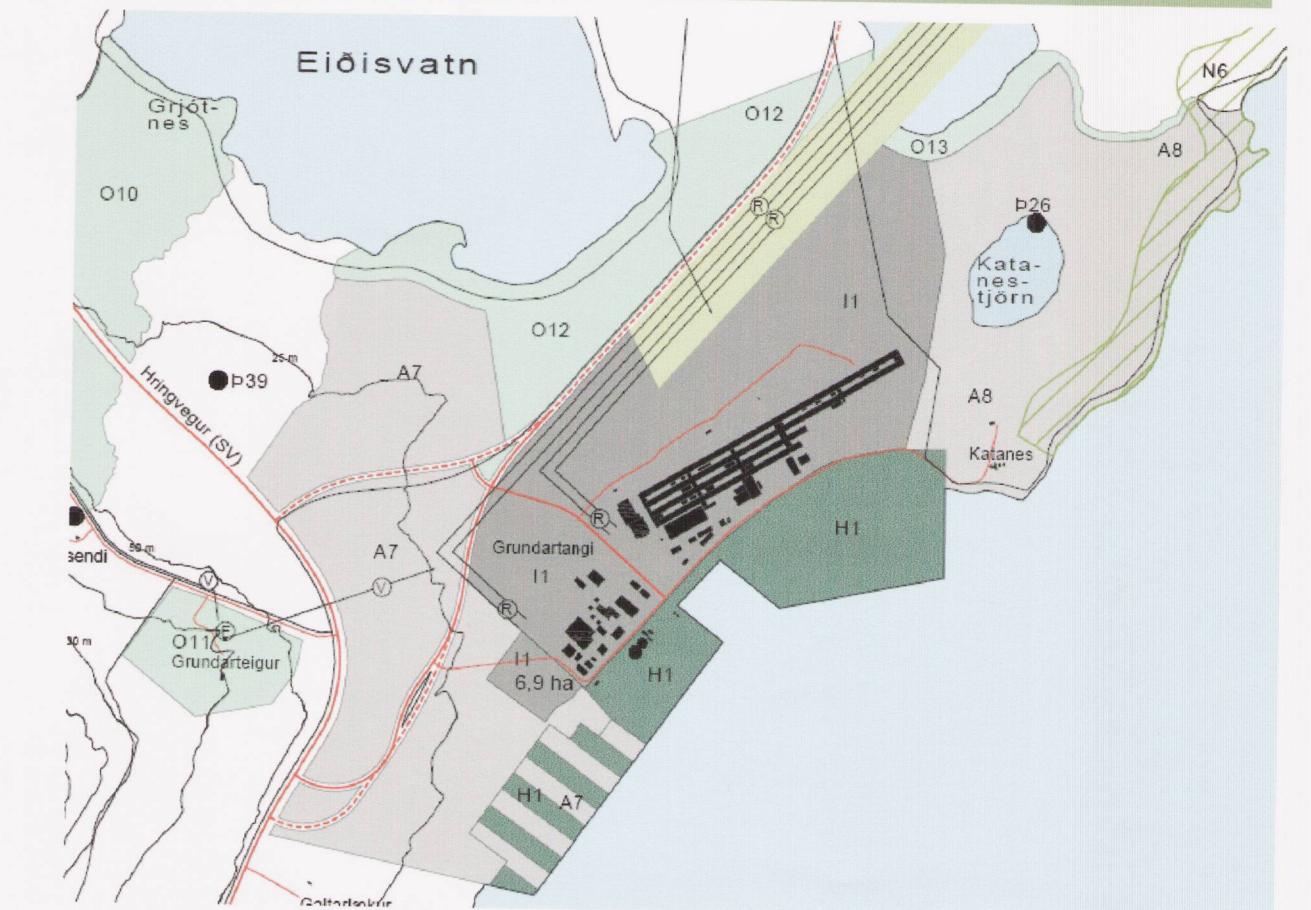 Eiðisvatn
N6
Grjót-
nes
O12
O13
A8
O10
R
R
Þ26
Kata-
nes-
tjörn
I1
O12
25 m
A7
Þ39
Hringvegur (SV)
A8
Katanes
R
H1
sendi
50 m
A7
Grundartangi
I1
V
V
R
F
O11
Grundarteigur
30 m
I1
6,9 ha
H1
H1
A7